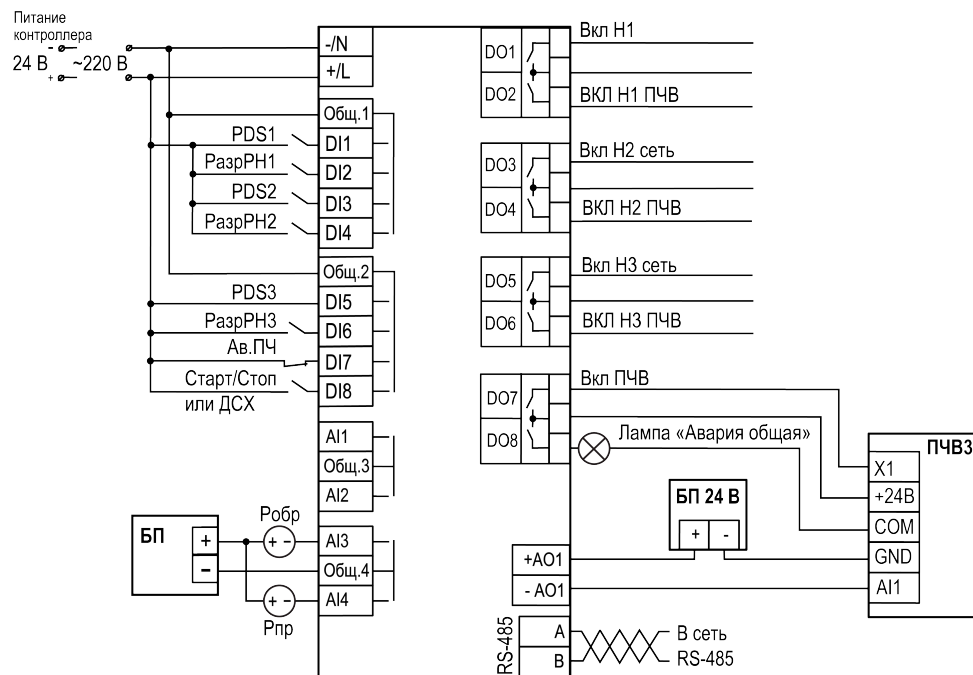 Питание
контроллера
24 В
-
+
~220 В
-/N
+/L
Общ.1
PDS1
DI1
РазрРН1
DI2
PDS2
DI3
РазрРН2
DI4
Общ.2
PDS3
DI5
РазрРН3
DI6
Ав.ПЧ
DI7
Старт/Стоп
или ДСХ
DI8
AI1
Общ.3
AI2
БП
+
−
Робр
+ -
AI3
Общ.4
AI4
+ -
Рпр
DO1
DO2
Вкл Н1
ВКЛ Н1 ПЧВ
DO3
DO4
Вкл Н2 сеть
ВКЛ Н2 ПЧВ
DO5
DO6
Вкл Н3 сеть
ВКЛ Н3 ПЧВ
DO7
DO8
Вкл ПЧВ
Лампа «Авария общая»
БП 24 В
+
-
+AO1
- AO1
ПЧВ3
X1
+24В
COM
GND
AI1
RS-485
A
B
В сеть
RS-485